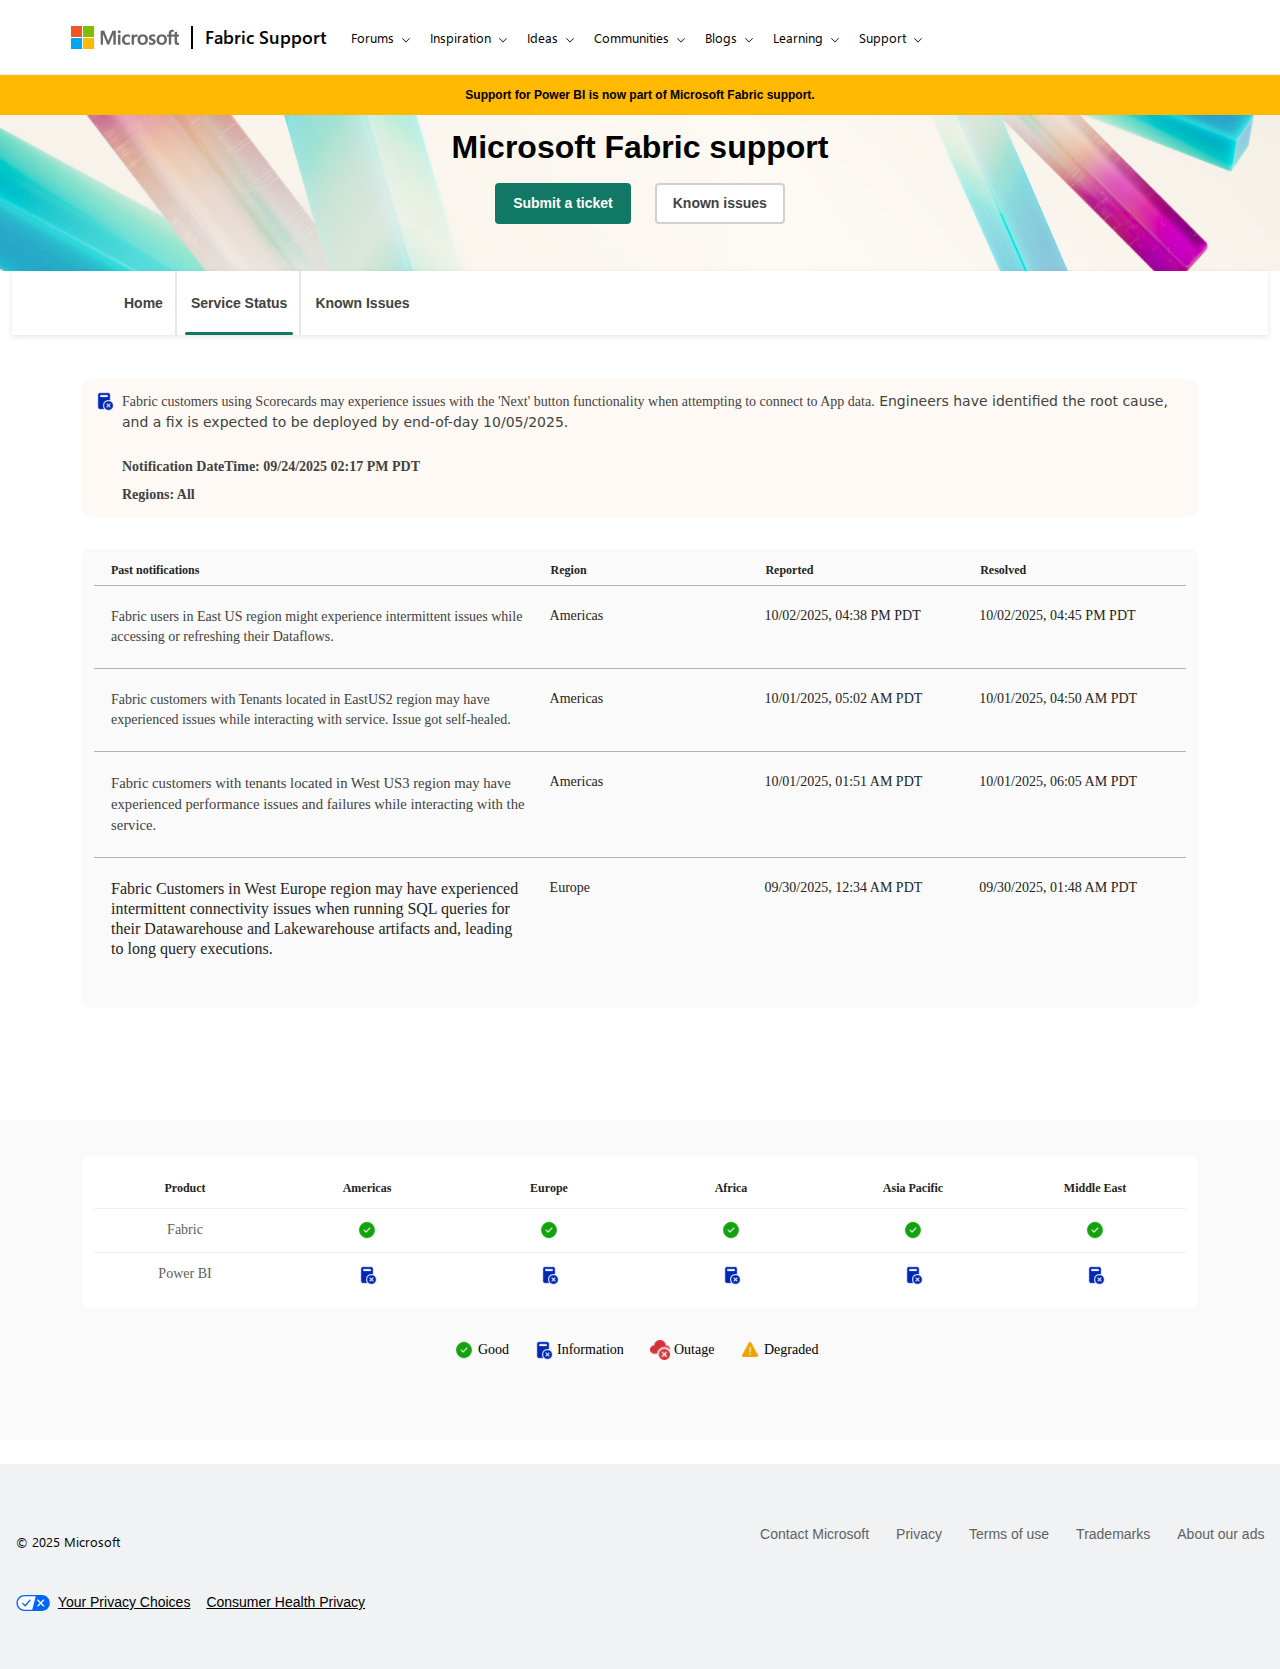 Microsoft
Fabric Support
Forums
Inspiration
Ideas
Communities
Blogs
Learning
Support
Support for Power BI is now part of Microsoft Fabric support.
Microsoft Fabric support
Submit a ticket
Known issues
Home
Service Status
Known Issues
Fabric customers using Scorecards may experience issues with the 'Next' button functionality when attempting to connect to App data. Engineers have identified the root cause,
and a fix is expected to be deployed by end-of-day 10/05/2025.
Notification DateTime: 09/24/2025 02:17 PM PDT
Regions: All
Past notifications Region Reported Resolved
Fabric users in East US region might experience intermittent issues while Americas 10/02/2025, 04:38 PM PDT 10/02/2025, 04:45 PM PDT
accessing or refreshing their Dataflows.
Fabric customers with Tenants located in EastUS2 region may have Americas 10/01/2025, 05:02 AM PDT 10/01/2025, 04:50 AM PDT
experienced issues while interacting with service. Issue got self-healed.
Fabric customers with tenants located in West US3 region may have Americas 10/01/2025, 01:51 AM PDT 10/01/2025, 06:05 AM PDT
experienced performance issues and failures while interacting with the
service.
Fabric Customers in West Europe region may have experienced Europe 09/30/2025, 12:34 AM PDT 09/30/2025, 01:48 AM PDT
intermittent connectivity issues when running SQL queries for
their Datawarehouse and Lakewarehouse artifacts and, leading
to long query executions.
Product Americas Europe Africa Asia Pacific Middle East
Fabric
Power BI
Good Information Outage Degraded
Contact Microsoft Privacy Terms of use Trademarks About our ads
© 2025 Microsoft
Your Privacy Choices Consumer Health Privacy